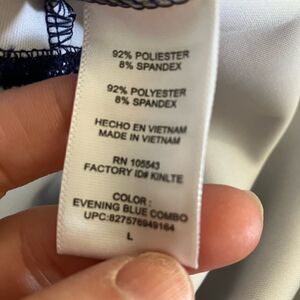 92% POLIESTER
8% SPANDEX
92% POLYESTER
8% SPANDEX
HECHO EN VIETNAM
MADE IN VIETNAM
RN 105543
FACTORY ID# KINLTE
COLOR :
EVENING BLUE COMBO
UPC:827576949164
L